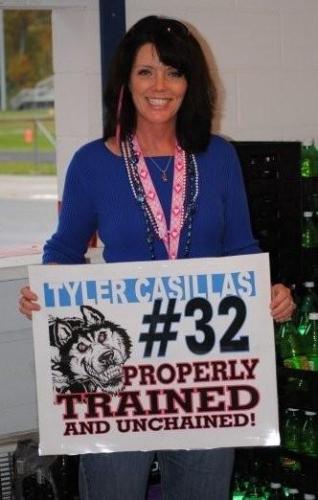 TYLER CASILLAS
#32
PROPERLY
TRAINED
AND UNCHAINED!